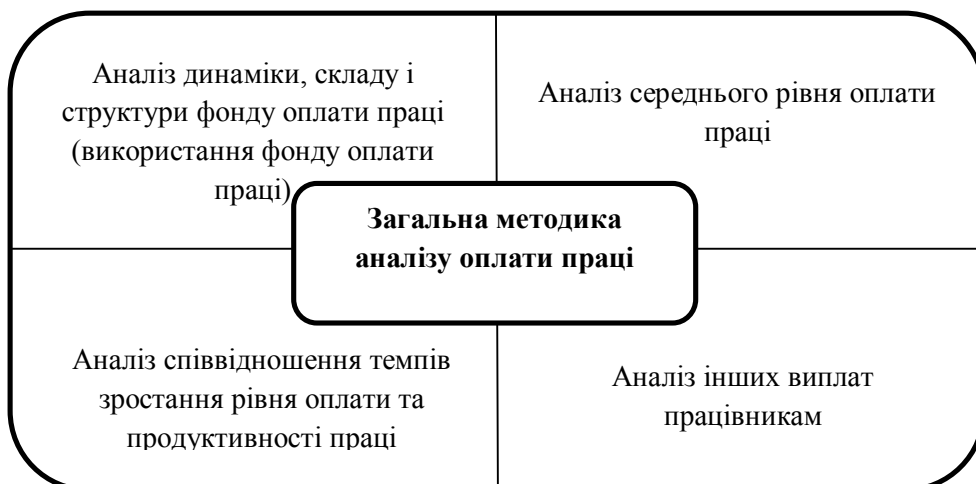 Аналіз динаміки, складу і
структури фонду оплати праці
(використання фонду оплати
праці)
Аналіз середнього рівня оплати
праці
Загальна методика
аналізу оплати праці
Аналіз співвідношення темпів
зростання рівня оплати та
продуктивності праці
Аналіз інших виплат
працівникам